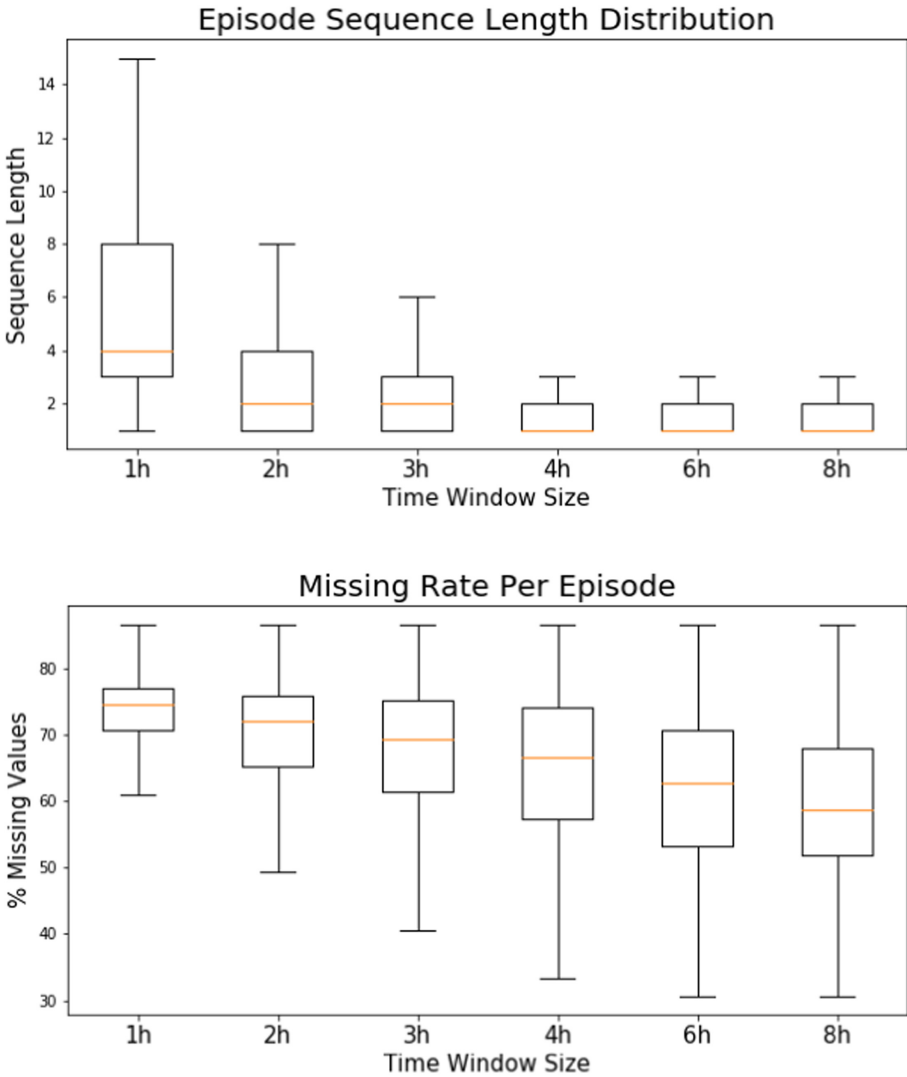 Episode Sequence Length Distribution
Sequence Length
14
12
10
8
6
4
2
1h 2h 3h 4h 6h 8h
Time Window Size
Missing Rate Per Episode
% Missing Values
80
70
60
50
40
30
1h 2h 3h 4h 6h 8h
Time Window Size